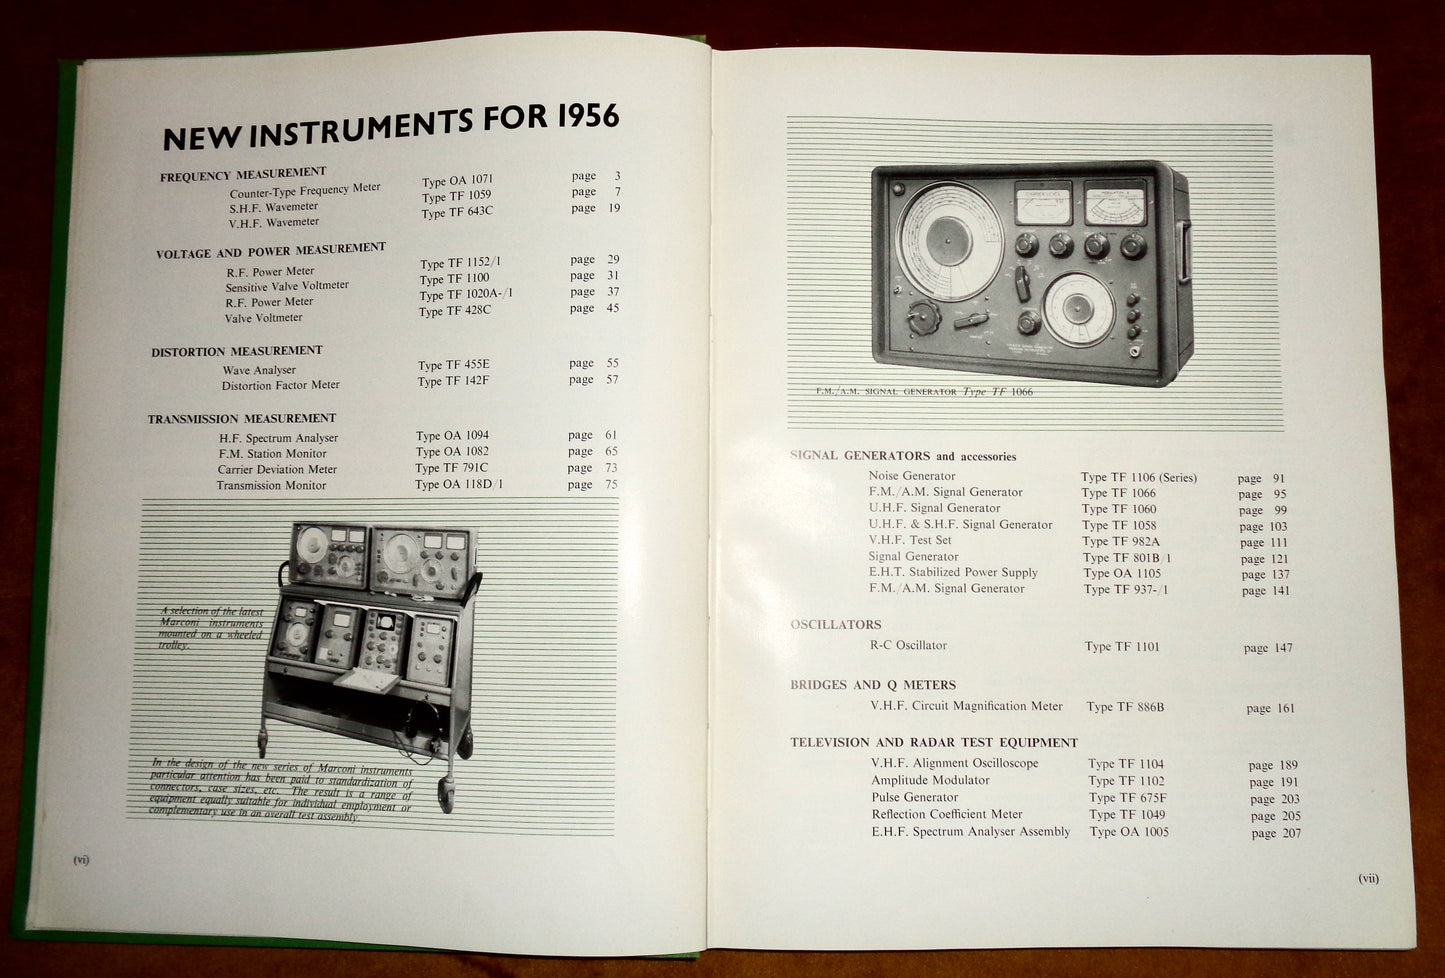 NEW INSTRUMENTS FOR 1956
FREQUENCY MEASUREMENT
Counter-Type Frequency Meter Type OA 1071 page 3
S.H.F. Wavemeter Type TF 1059 page 7
V.H.F. Wavemeter Type TF 643C page 19
VOLTAGE AND POWER MEASUREMENT
R.F. Power Meter Type TF 1152/1 page 29
Sensitive Valve Voltmeter Type TF 1100 page 31
R.F. Power Meter Type TF 1020A-/1 page 37
Valve Voltmeter Type TF 428C page 45
DISTORTION MEASUREMENT
Wave Analyser Type TF 455E page 55
Distortion Factor Meter Type TF 142F page 57
TRANSMISSION MEASUREMENT
H.F. Spectrum Analyser Type OA 1094 page 61
F.M. Station Monitor Type OA 1082 page 65
Carrier Deviation Meter Type TF 791C page 73
Transmission Monitor Type OA 118D/1 page 75
A selection of the latest
Marconi instruments
mounted on a wheeled
trolley.
In the design of the new series of Marconi instruments
particular attention has been paid to standardization of
connectors, case sizes, etc. The result is a range of
equipment equally suitable for individual employment or
complementary use in an overall test assembly.
(vi)
F.M./A.M. SIGNAL GENERATOR Type TF 1066
SIGNAL GENERATORS and accessories
Noise Generator Type TF 1106 (Series) page 91
F.M./A.M. Signal Generator Type TF 1066 page 95
U.H.F. Signal Generator Type TF 1060 page 99
U.H.F. & S.H.F. Signal Generator Type TF 1058 page 103
V.H.F. Test Set Type TF 982A page 111
Signal Generator Type TF 801B/1 page 121
E.H.T. Stabilized Power Supply Type OA 1105 page 137
F.M./A.M. Signal Generator Type TF 937-/1 page 141
OSCILLATORS
R-C Oscillator Type TF 1101 page 147
BRIDGES AND Q METERS
V.H.F. Circuit Magnification Meter Type TF 886B page 161
TELEVISION AND RADAR TEST EQUIPMENT
V.H.F. Alignment Oscilloscope Type TF 1104 page 189
Amplitude Modulator Type TF 1102 page 191
Pulse Generator Type TF 675F page 203
Reflection Coefficient Meter Type TF 1049 page 205
E.H.F. Spectrum Analyser Assembly Type OA 1005 page 207
(vii)